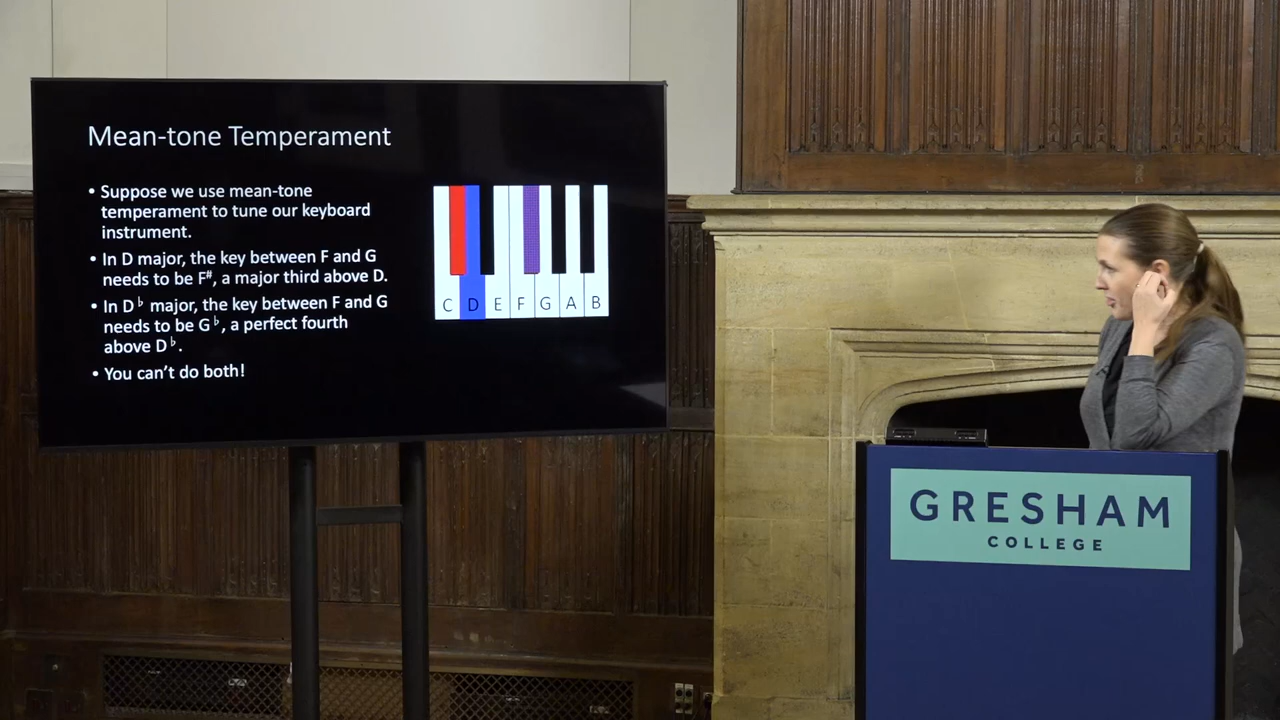 Mean-tone Temperament
• Suppose we use mean-tone
temperament to tune our keyboard
instrument.
• In D major, the key between F and G
needs to be F#, a major third above D.
• In D♭ major, the key between F and G
needs to be G♭, a perfect fourth
above D♭.
• You can't do both!
C D E F G A B
GRESHAM
COLLEGE